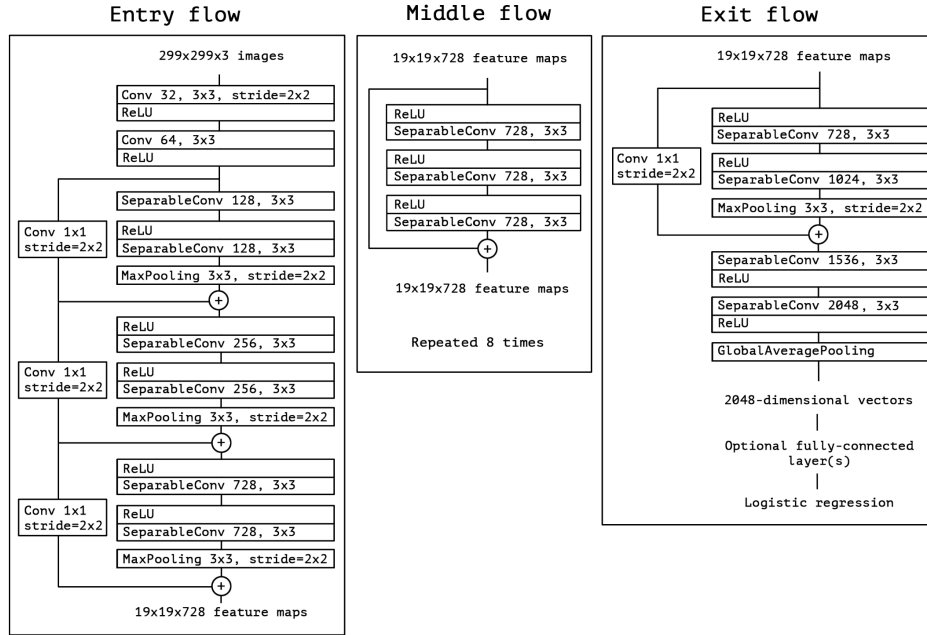 Entry flow
299x299x3 images
Conv 32, 3x3, stride=2x2
ReLU
Conv 64, 3x3
ReLU
SeparableConv 128, 3x3
Conv 1x1
stride=2x2
ReLU
SeparableConv 128, 3x3
MaxPooling 3x3, stride=2x2
+
ReLU
SeparableConv 256, 3x3
Conv 1x1
stride=2x2
ReLU
SeparableConv 256, 3x3
MaxPooling 3x3, stride=2x2
+
ReLU
SeparableConv 728, 3x3
Conv 1x1
stride=2x2
ReLU
SeparableConv 728, 3x3
MaxPooling 3x3, stride=2x2
+
19x19x728 feature maps
Middle flow
19x19x728 feature maps
ReLU
SeparableConv 728, 3x3
ReLU
SeparableConv 728, 3x3
ReLU
SeparableConv 728, 3x3
+
19x19x728 feature maps
Repeated 8 times
Exit flow
19x19x728 feature maps
ReLU
SeparableConv 728, 3x3
Conv 1x1
stride=2x2
ReLU
SeparableConv 1024, 3x3
MaxPooling 3x3, stride=2x2
+
SeparableConv 1536, 3x3
ReLU
SeparableConv 2048, 3x3
ReLU
GlobalAveragePooling
2048-dimensional vectors
Optional fully-connected
layer(s)
Logistic regression